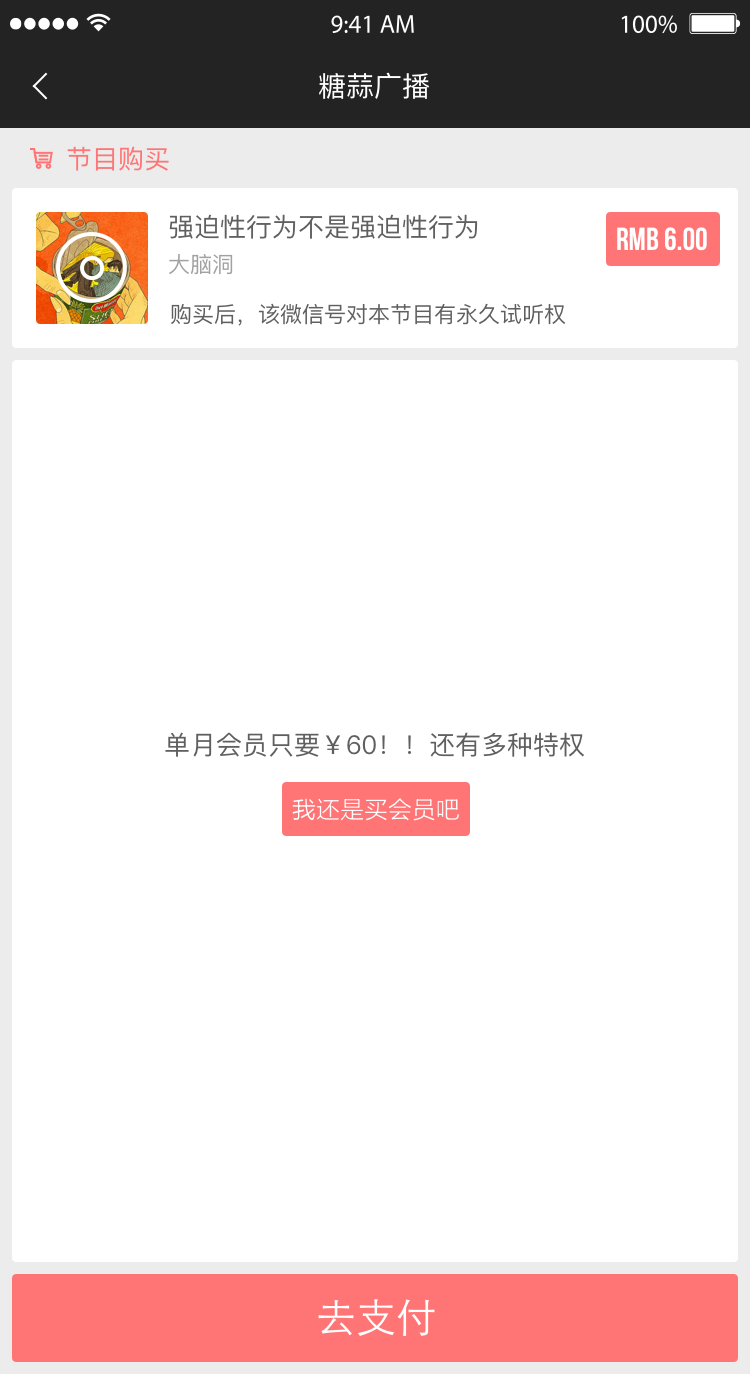 9:41 AM
100%
糖蒜广播
节目购买
强迫性行为不是强迫性行为
RMB 6.00
大脑洞
购买后，该微信号对本节目有永久试听权
单月会员只要￥60！！还有多种特权
我还是买会员吧
去支付